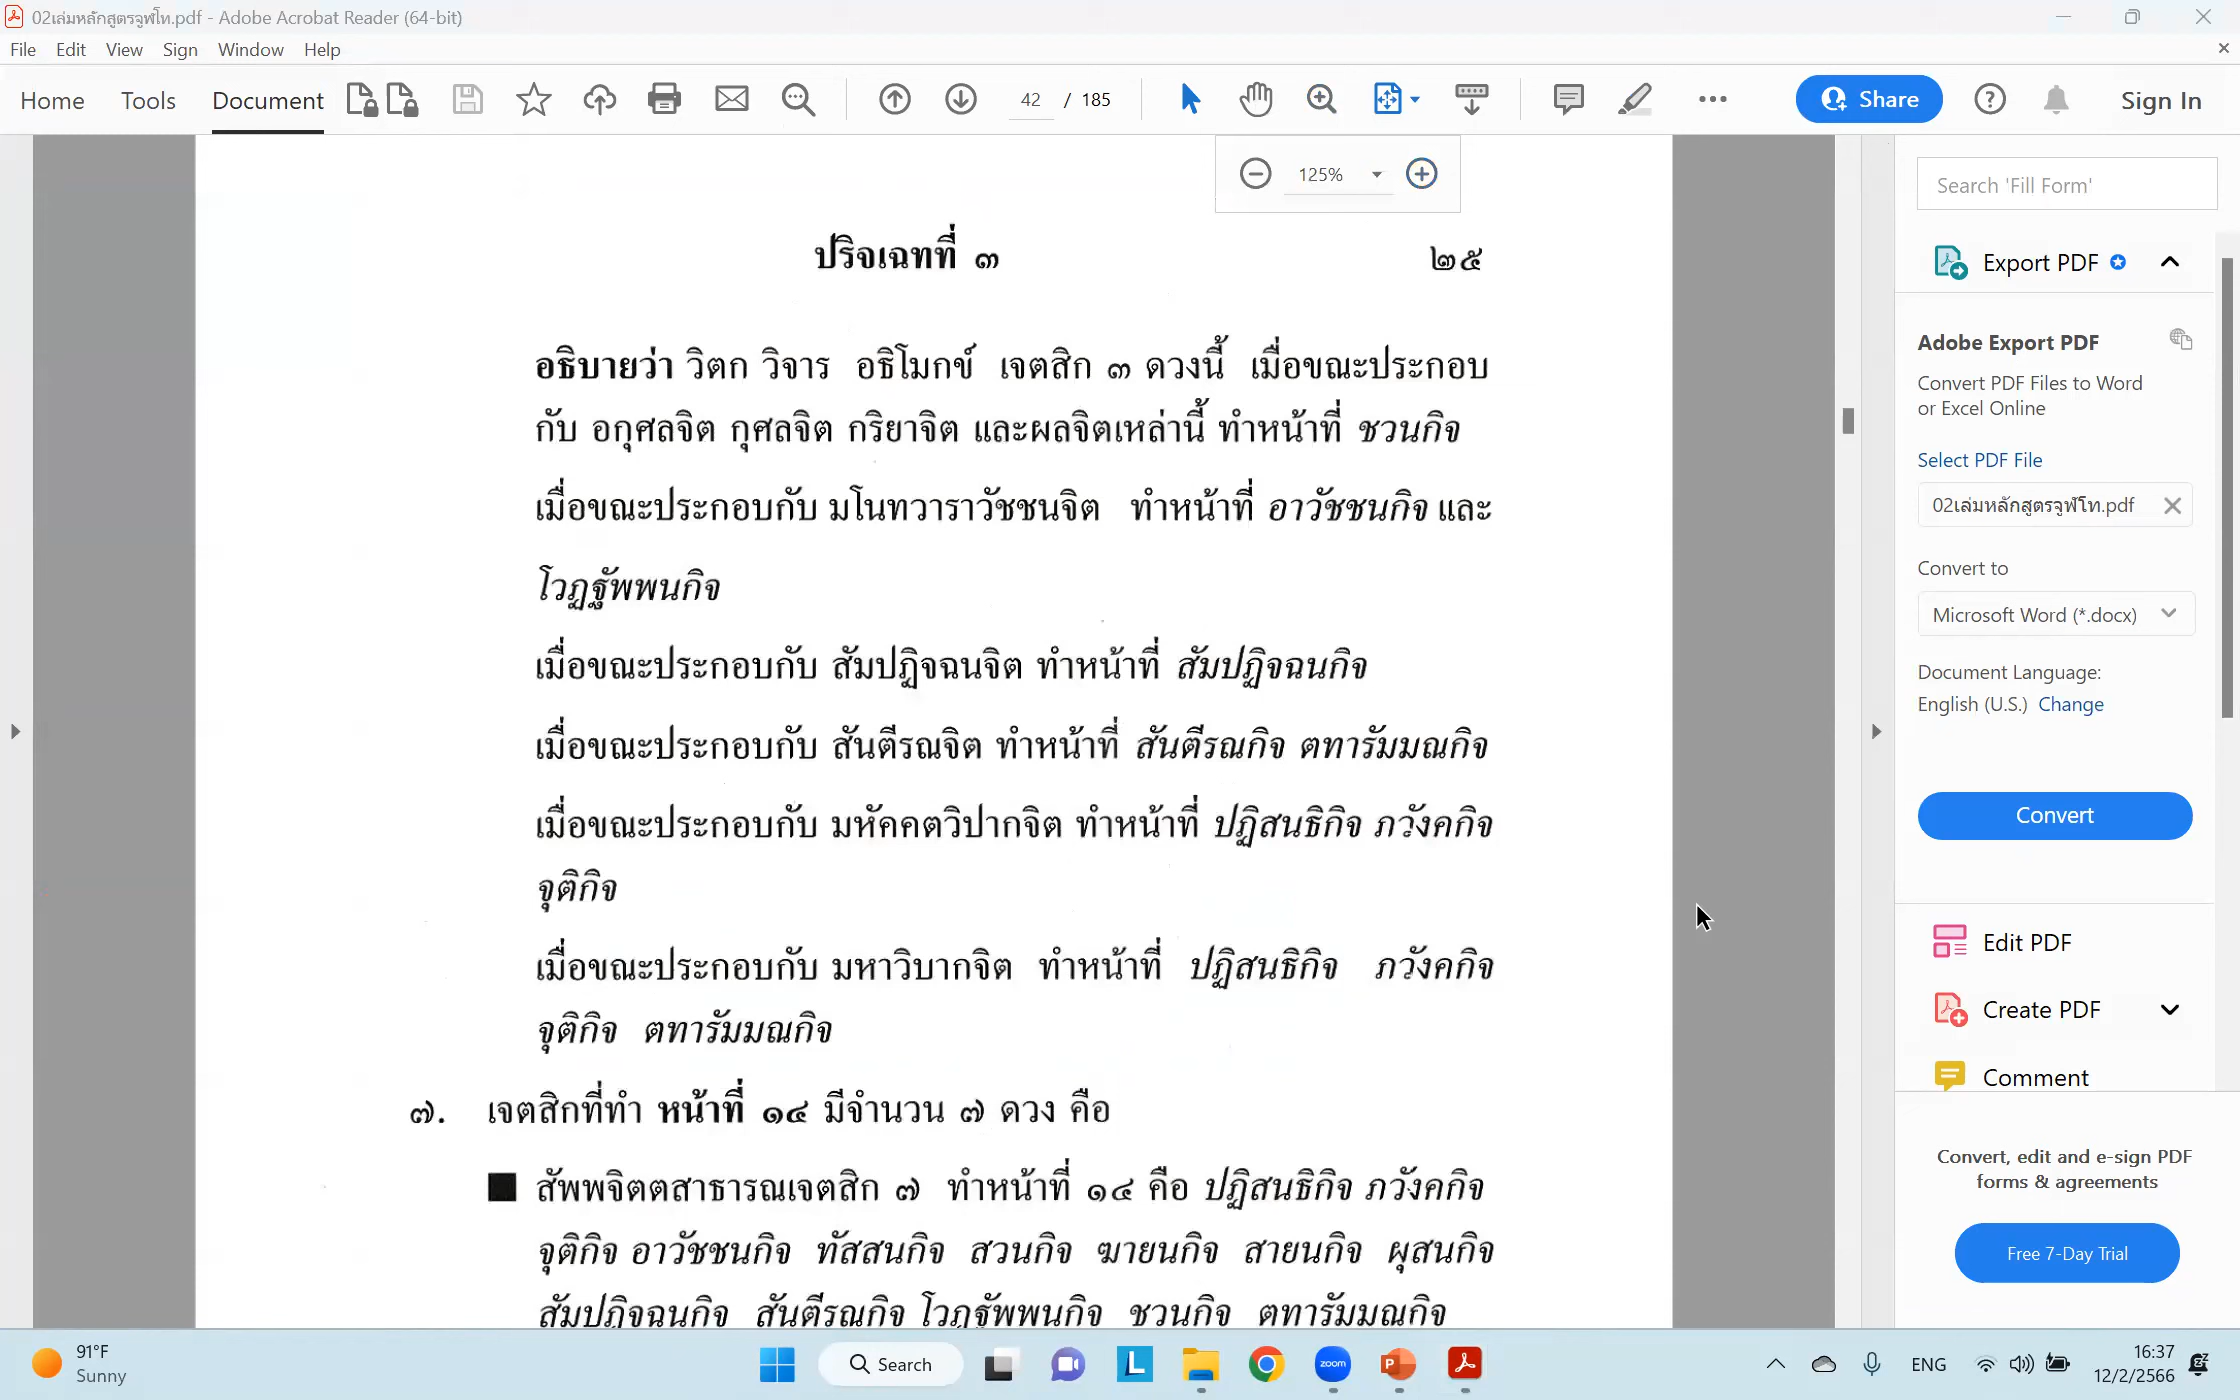 02เล่มหลักสูตรจูฬโท.pdf - Adobe Acrobat Reader (64-bit)
File Edit View Sign Window Help
Home Tools Document 42 / 185 Share Sign In
125%
Search 'Fill Form'
ปริจเฉทที่ ๓ ๒๕
Export PDF
อธิบายว่า วิตก วิจาร อธิโมกข์ เจตสิก ๓ ดวงนี้ เมื่อขณะประกอบ
กับ อกุศลจิต กุศลจิต กริยาจิต และผลจิตเหล่านี้ ทำหน้าที่ ชวนกิจ
เมื่อขณะประกอบกับ มโนทวาราวัชชนจิต ทำหน้าที่ อาวัชชนกิจ และ
โวฏฐัพพนกิจ
เมื่อขณะประกอบกับ สัมปฏิจฉนจิต ทำหน้าที่ สัมปฏิจฉนกิจ
เมื่อขณะประกอบกับ สันตีรณจิต ทำหน้าที่ สันตีรณกิจ ตทารัมมณกิจ
เมื่อขณะประกอบกับ มหัคคตวิปากจิต ทำหน้าที่ ปฏิสนธิกิจ ภวังคกิจ
จุติกิจ
เมื่อขณะประกอบกับ มหาวิบากจิต ทำหน้าที่ ปฏิสนธิกิจ ภวังคกิจ
จุติกิจ ตทารัมมณกิจ
๗. เจตสิกที่ทำ หน้าที่ ๑๔ มีจำนวน ๗ ดวง คือ
สัพพจิตตสาธารณเจตสิก ๗ ทำหน้าที่ ๑๔ คือ ปฏิสนธิกิจ ภวังคกิจ
จุติกิจ อาวัชชนกิจ ทัสสนกิจ สวนกิจ ฆายนกิจ สายนกิจ ผุสนกิจ
สัมปฏิจฉนกิจ สันตีรณกิจ โวฏฐัพพนกิจ ชวนกิจ ตทารัมมณกิจ
Adobe Export PDF
Convert PDF Files to Word
or Excel Online
Select PDF File
02เล่มหลักสูตรจูฬโท.pdf
Convert to
Microsoft Word (*.docx)
Document Language:
English (U.S.) Change
Convert
Edit PDF
Create PDF
Comment
Convert, edit and e-sign PDF
forms & agreements
Free 7-Day Trial
91°F
Sunny
Search
zoom
ENG
16:37
12/2/2566